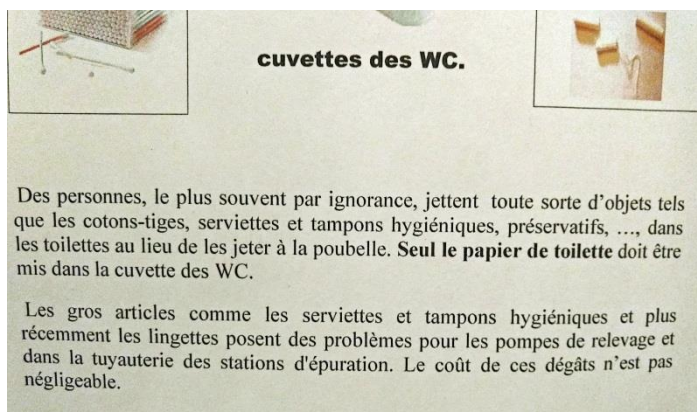 cuvettes des WC.
Des personnes, le plus souvent par ignorance, jettent toute sorte d'objets tels
que les cotons-tiges, serviettes et tampons hygiéniques, préservatifs, ..., dans
les toilettes au lieu de les jeter à la poubelle. Seul le papier de toilette doit être
mis dans la cuvette des WC.
Les gros articles comme les serviettes et tampons hygiéniques et plus
récemment les lingettes posent des problèmes pour les pompes de relevage et
dans la tuyauterie des stations d'épuration. Le coût de ces dégâts n'est pas
négligeable.